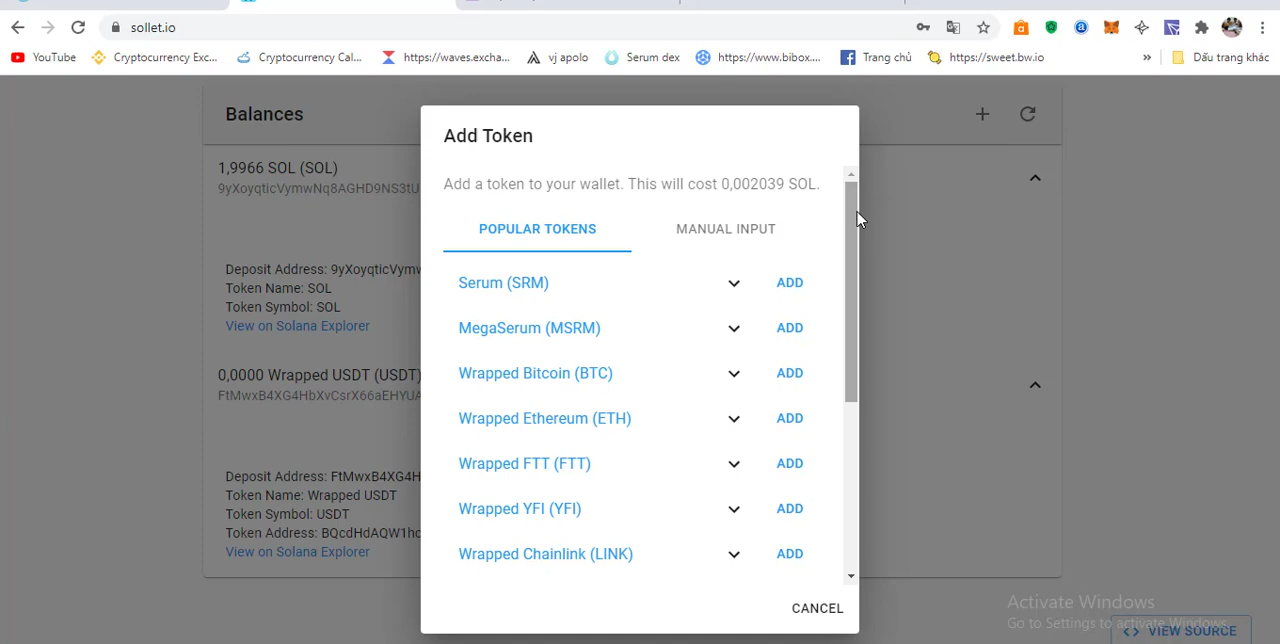 sollet.io
YouTube
Cryptocurrency Exc...
Cryptocurrency Cal...
https://waves.excha...
vj apolo
Serum dex
https://www.bibox....
Trang chủ
https://sweet.bw.io
»
Dấu trang khác
Balances
1,9966 SOL (SOL)
9yXoyqticVymwNq8AGHD9NS3tU
Deposit Address: 9yXoyqticVymw
Token Name: SOL
Token Symbol: SOL
View on Solana Explorer
0,0000 Wrapped USDT (USDT)
FtMwxB4XG4HbXvCsrX66aEHYUA
Deposit Address: FtMwxB4XG4H
Token Name: Wrapped USDT
Token Symbol: USDT
Token Address: BQcdHdAQW1hc
View on Solana Explorer
Add Token
Add a token to your wallet. This will cost 0,002039 SOL.
POPULAR TOKENS
MANUAL INPUT
Serum (SRM) ADD
MegaSerum (MSRM) ADD
Wrapped Bitcoin (BTC) ADD
Wrapped Ethereum (ETH) ADD
Wrapped FTT (FTT) ADD
Wrapped YFI (YFI) ADD
Wrapped Chainlink (LINK) ADD
CANCEL
Activate Windows
Go to Settings to activate Windows.
<> VIEW SOURCE